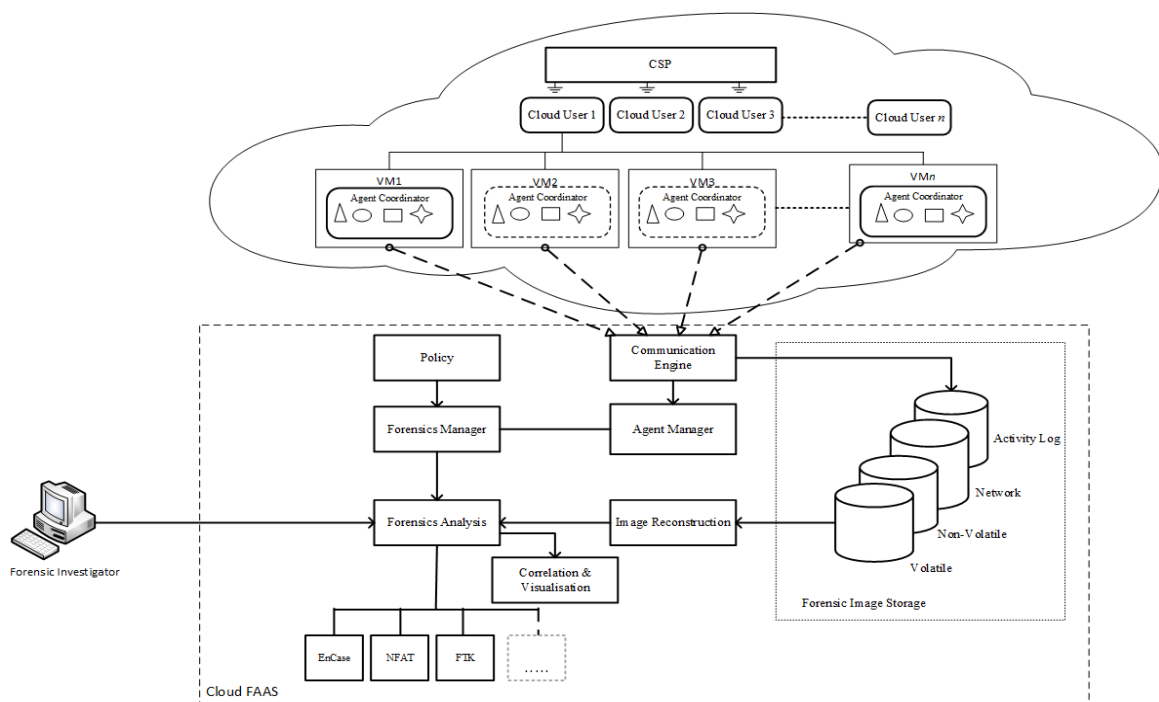 CSP
Cloud User 1
Cloud User 2
Cloud User 3
Cloud User n
VM1
VM2
VM3
VMn
Agent Coordinator
Agent Coordinator
Agent Coordinator
Agent Coordinator
Policy
Communication
Engine
Forensics Manager
Agent Manager
Activity Log
Network
Non-Volatile
Volatile
Forensic Image Storage
Forensics Analysis
Image Reconstruction
Correlation &
Visualisation
Forensic Investigator
EnCase
NFAT
FTK
.....
Cloud FAAS